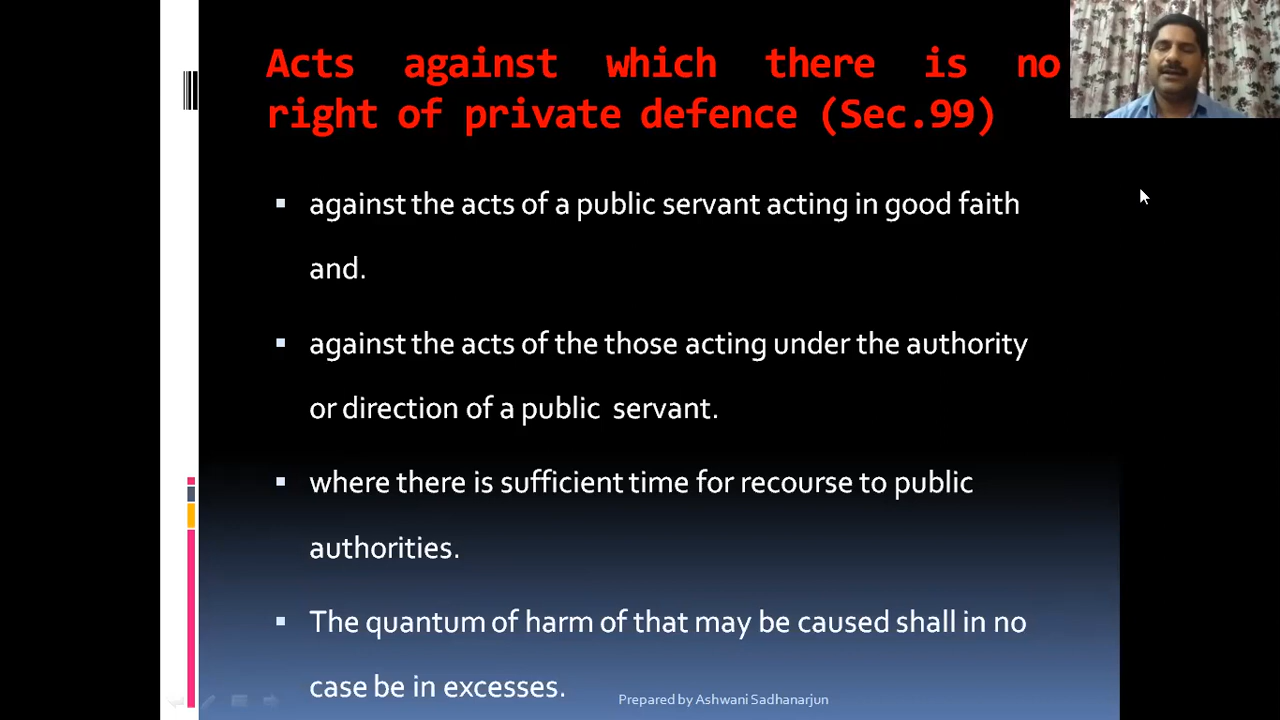 Acts against which there is no
right of private defence (Sec.99)
against the acts of a public servant acting in good faith
and.
against the acts of the those acting under the authority
or direction of a public servant.
where there is sufficient time for recourse to public
authorities.
The quantum of harm of that may be caused shall in no
case be in excesses.
Prepared by Ashwani Sadhanarjun